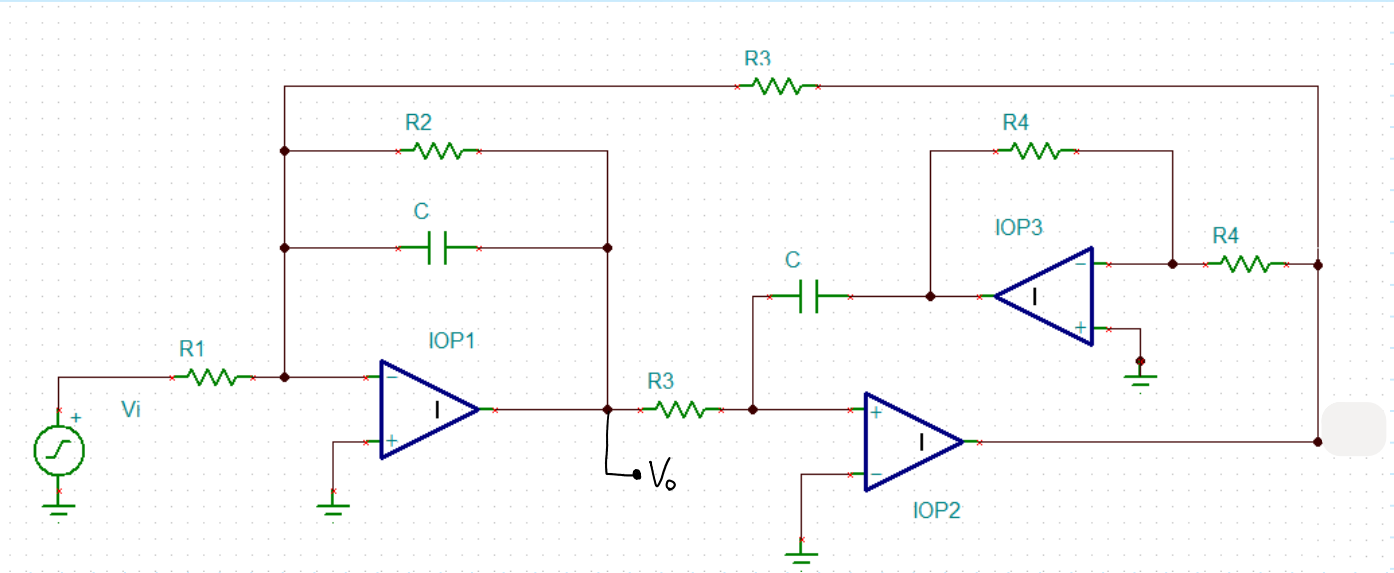 R3
R2
R4
C
IOP3
R4
C
R1
IOP1
R3
Vi
+
−
+
−
+
+
−
Vo
IOP2